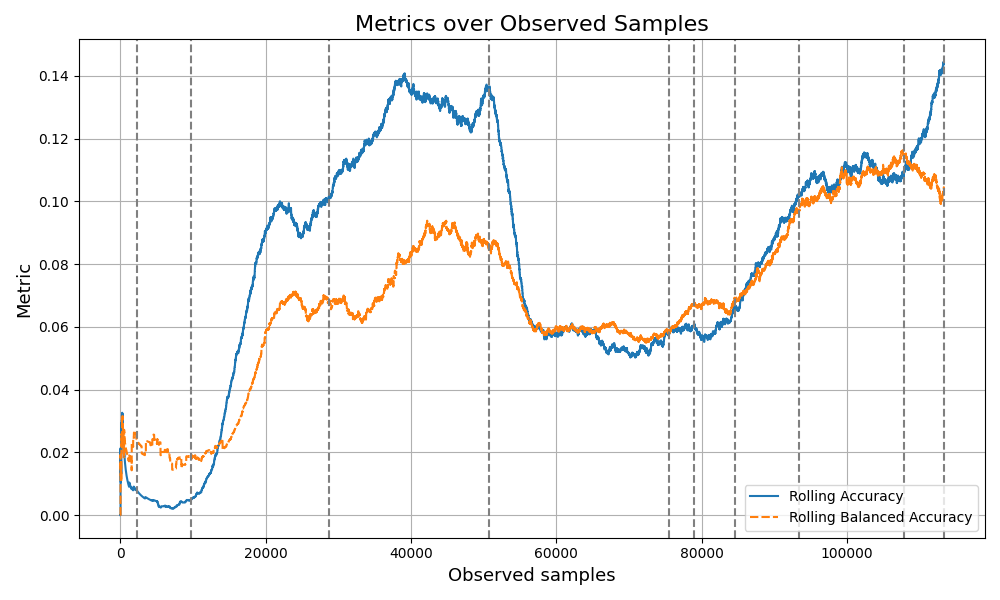 Metrics over Observed Samples
0.14
0.12
0.10
0.08
0.06
0.04
0.02
0.00
Metric
0
20000
40000
60000
80000
100000
Observed samples
Rolling Accuracy
Rolling Balanced Accuracy